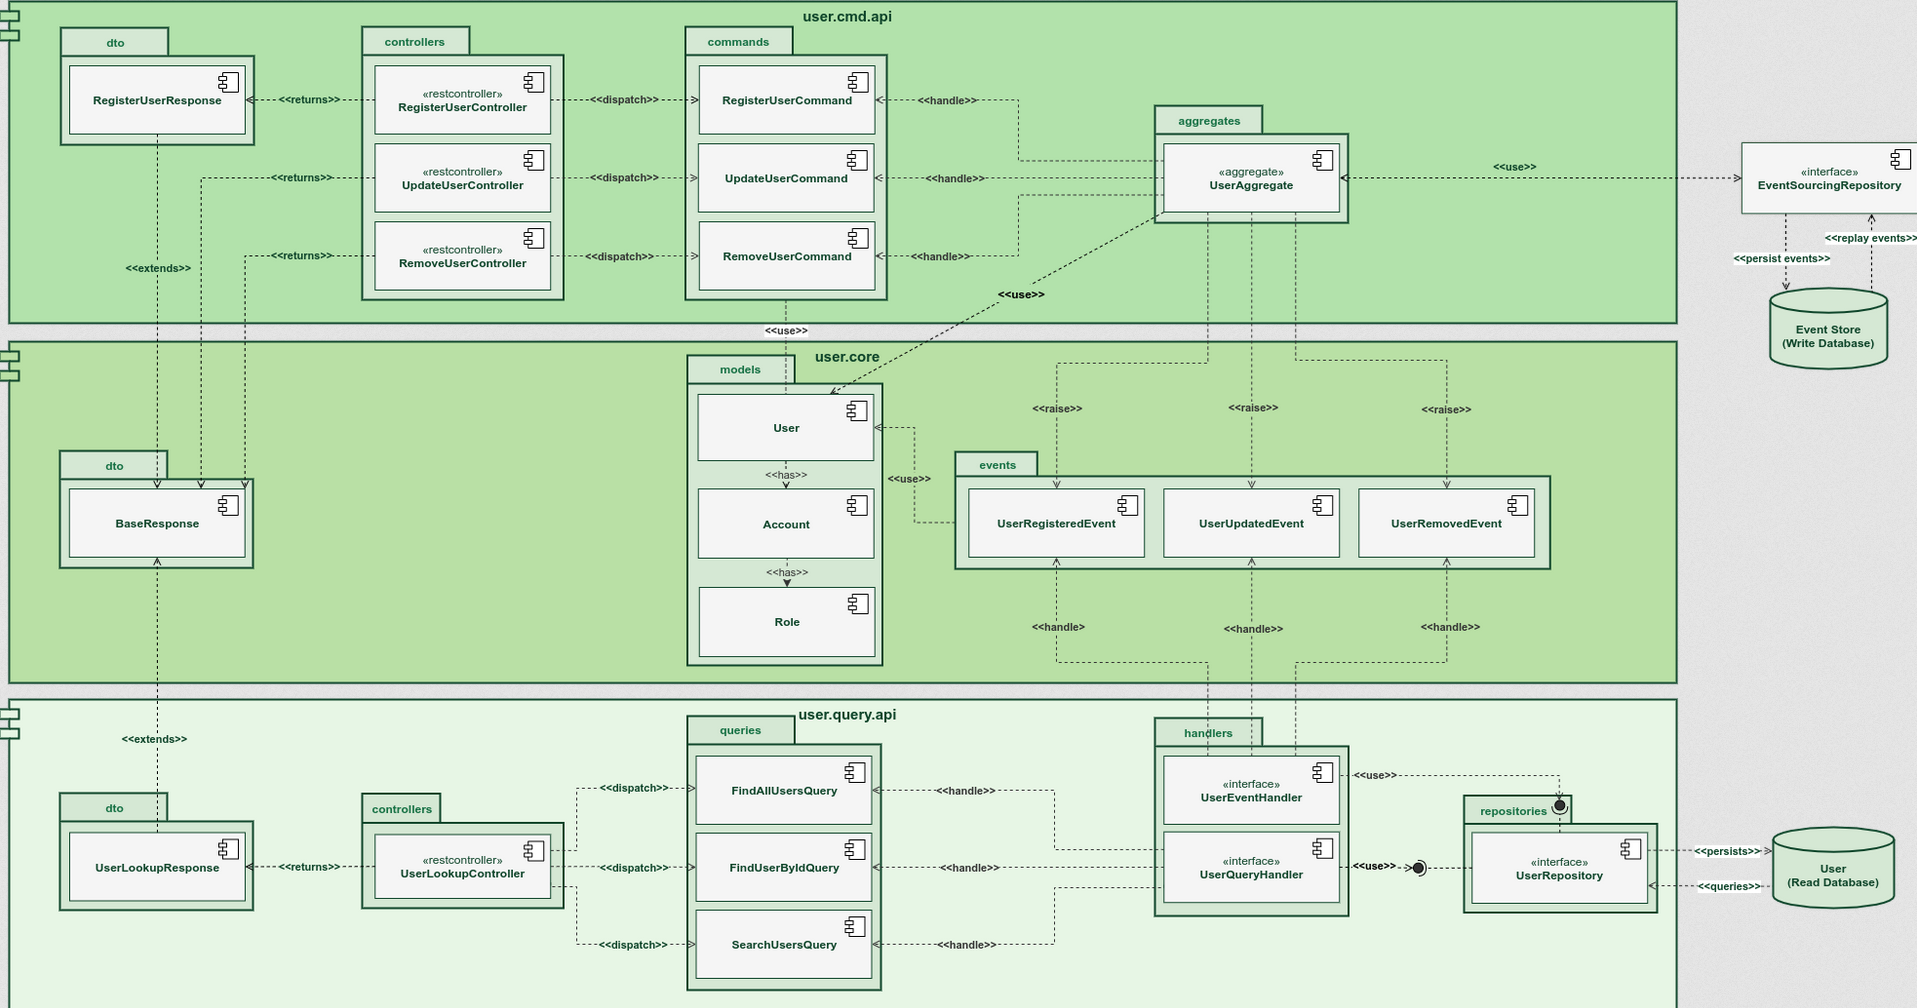 user.cmd.api
dto
controllers
commands
RegisterUserResponse
<<returns>>
«restcontroller»
RegisterUserController
<<dispatch>>
RegisterUserCommand
<<handle>>
aggregates
<<returns>>
«restcontroller»
UpdateUserController
<<dispatch>>
UpdateUserCommand
<<handle>>
«aggregate»
UserAggregate
<<use>>
«interface»
EventSourcingRepository
<<extends>>
<<returns>>
«restcontroller»
RemoveUserController
<<dispatch>>
RemoveUserCommand
<<handle>>
<<replay events>>
<<persist events>>
<<use>>
<<use>>
Event Store
(Write Database)
user.core
models
User
<<raise>>
<<raise>>
<<raise>>
<<has>>
<<use>>
dto
events
BaseResponse
Account
UserRegisteredEvent
UserUpdatedEvent
UserRemovedEvent
<<has>>
Role
<<handle>
<<handle>>
<<handle>>
user.query.api
<<extends>>
queries
handlers
<<dispatch>>
FindAllUsersQuery
<<handle>>
«interface»
UserEventHandler
<<use>>
dto
controllers
repositories
UserLookupResponse
<<returns>>
«restcontroller»
UserLookupController
<<dispatch>>
FindUserByIdQuery
<<handle>>
«interface»
UserQueryHandler
<<use>>
«interface»
UserRepository
<<persists>>
<<queries>>
User
(Read Database)
<<dispatch>>
SearchUsersQuery
<<handle>>